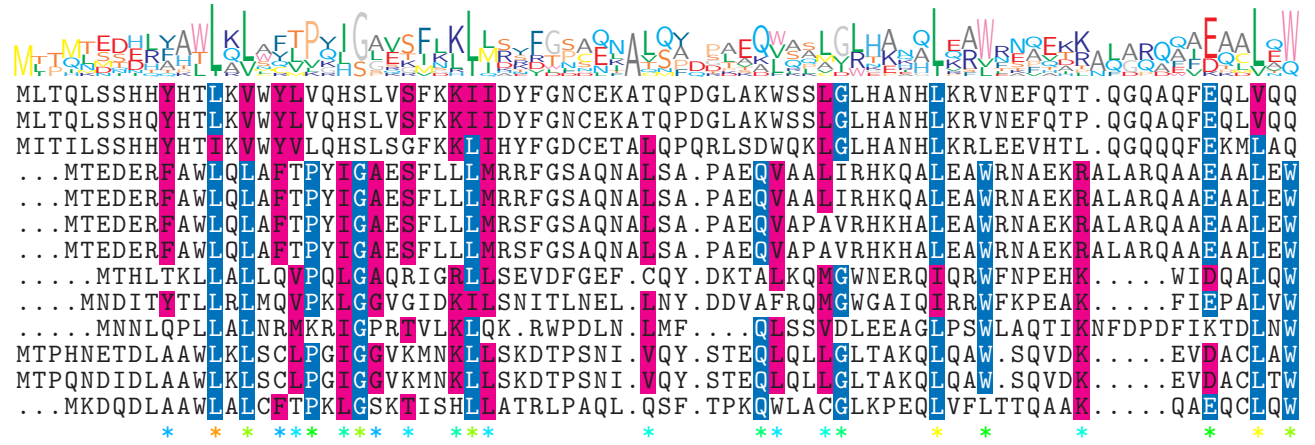 MLTQLSSHHYHTLKVWYLVQHSLVSFKKIIDYFGNCEKATQPDGLAKWSSLGLHANHLKRVNEFQTT.QGQAQFEQLVQQ
MLTQLSSHQYHTLKVWYLVQHSLVSFKKIIDYFGNCEKATQPDGLAKWSSLGLHANHLKRVNEFQTP.QGQAQFEQLVQQ
MITILSSHHYHTIKVWYVLQHSLSGFKKLIHYFGDCETALQPQRLSDWQKLGLHANHLKRLEEVHTL.QGQQQFEKMLAQ
...MTEDERFAWLQLAFTPYIGAESFLLLMRRFGSAQNALSA.PAEQVAALIRHKQALEAWRNAEKRALARQAAEAALEW
...MTEDERFAWLQLAFTPYIGAESFLLLMRRFGSAQNALSA.PAEQVAALIRHKQALEAWRNAEKRALARQAAEAALEW
...MTEDERFAWLQLAFTPYIGAESFLLLMRSFGSAQNALSA.PAEQVAPAVRHKHALEAWRNAEKRALARQAAEAALEW
...MTEDERFAWLQLAFTPYIGAESFLLLMRSFGSAQNALSA.PAEQVAPAVRHKHALEAWRNAEKRALARQAAEAALEW
.....MTHLTKLLALLQVPQLGAQRIGRLLSEVDFGEF.CQY.DKTALKQMGWNERQIQRWFNPEHK.....WIDQALQW
....MNDITYTLLRLMQVPKLGGVGIDKILSNITLNEL.LNY.DDVAFRQMGWGAIQIRRWFKPEAK.....FIEPALVW
.....MNNLQPLLALNRMKRIGPRTVLKLQK.RWPDLN.LMF....QLSSVDLEEAGLPSWLAQTIKNFDPDFIKTDLNW
MTPHNETDLAAWLKLSCLPGIGGVKMNKLLSKDTPSNI.VQY.STEQLQLLGLTAKQLQAW.SQVDK.....EVDACLAW
MTPQNDIDLAAWLKLSCLPGIGGVKMNKLLSKDTPSNI.VQY.STEQLQLLGLTAKQLQAW.SQVDK.....EVDACLTW
...MKDQDLAAWLALCFTPKLGSKTISHLLATRLPAQL.QSF.TPKQWLACGLKPEQLVFLTTQAAK.....QAEQCLQW